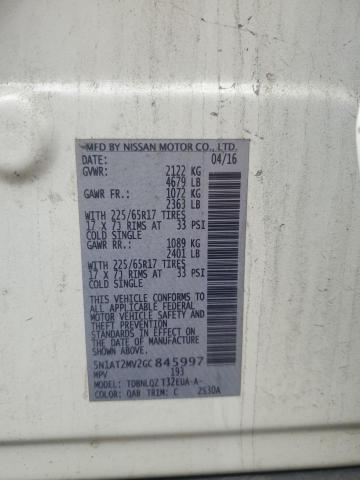 MFD BY NISSAN MOTOR CO., LTD.
DATE: 04/16
GVWR: 2122 KG
4679 LB
GAWR FR.: 1072 KG
2363 LB
WITH 225/65R17 TIRES
17 X 7J RIMS AT 33 PSI
COLD SINGLE
GAWR RR.: 1089 KG
2401 LB
WITH 225/65R17 TIRES
17 X 7J RIMS AT 33 PSI
COLD SINGLE
THIS VEHICLE CONFORMS TO
ALL APPLICABLE FEDERAL
MOTOR VEHICLE SAFETY
STANDARDS IN EFFECT ON
THE DATE OF MANUFACTURE
SHOWN ABOVE.
5N1AT2MV2GC845997
MPV 193
MODEL: TDBNLQZ T32EUA-A-
COLOR: QAB TRIM: C 2530A